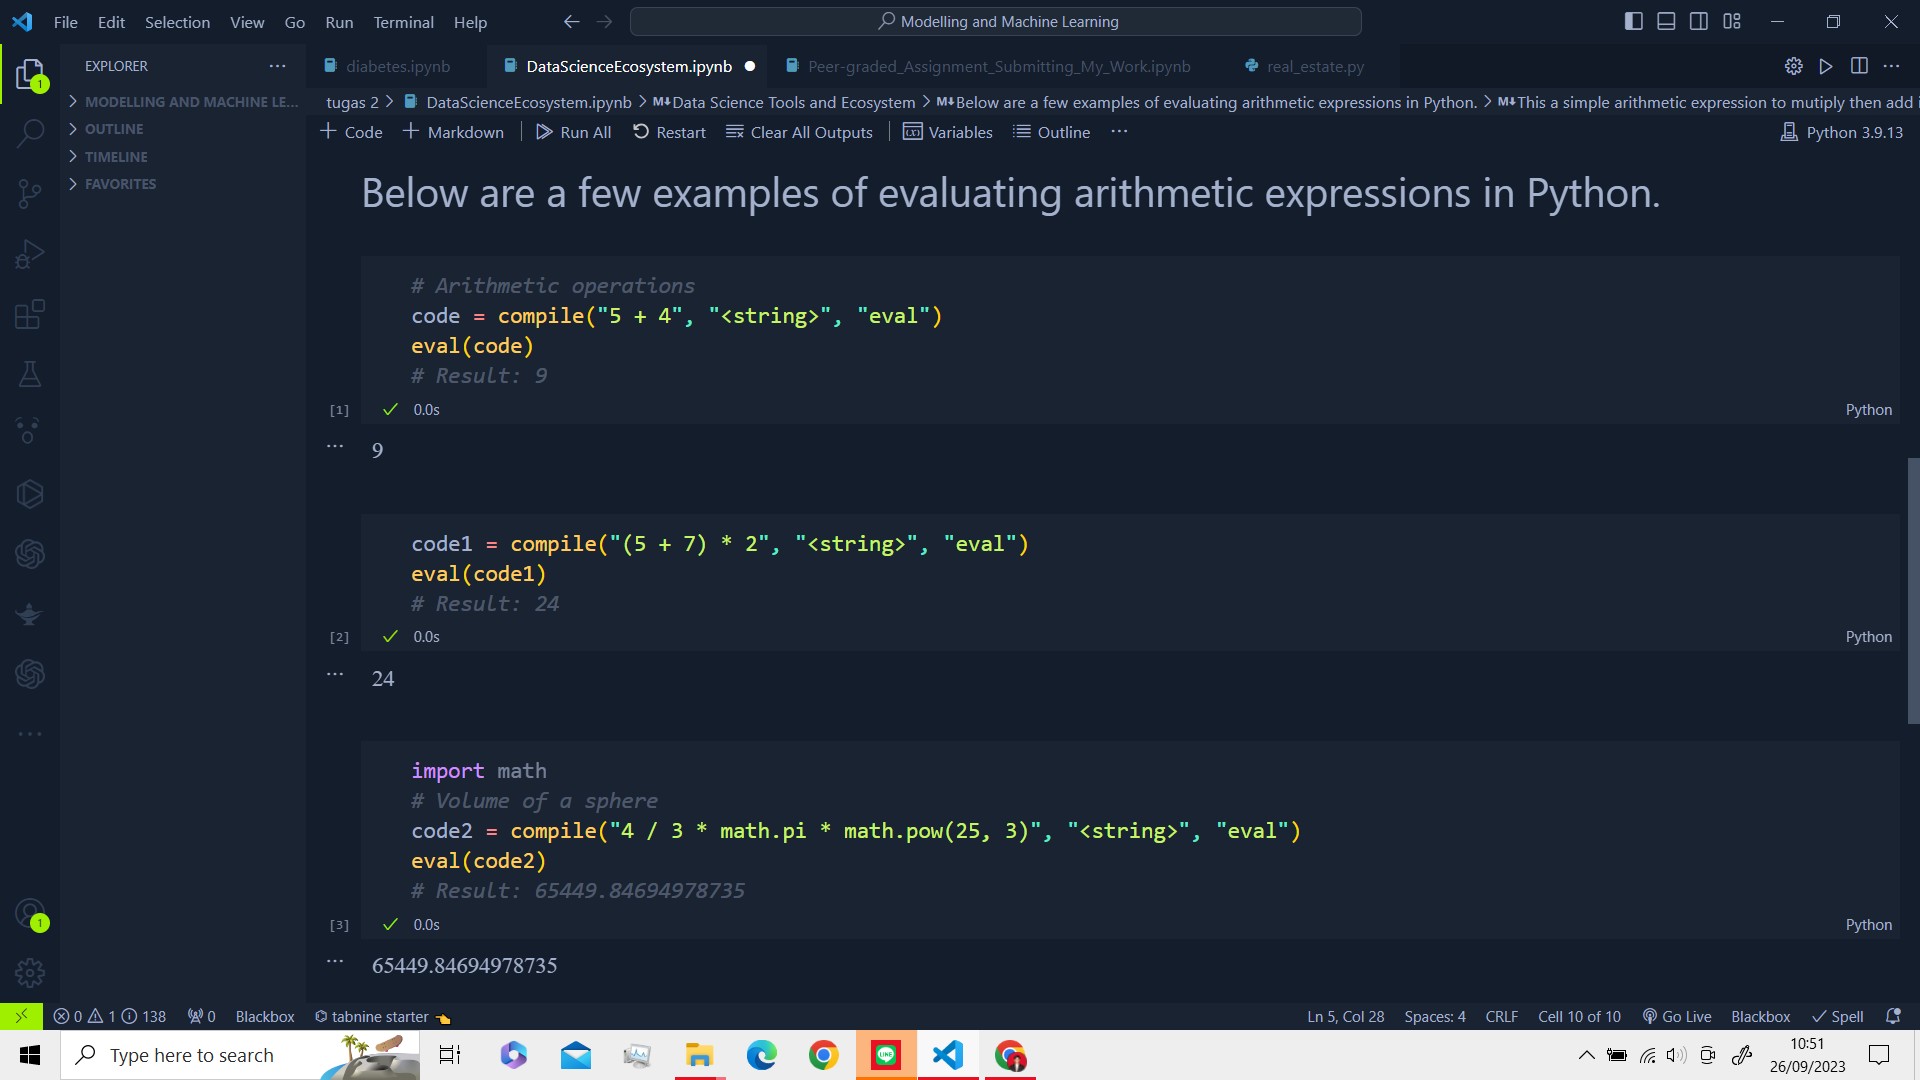 File Edit Selection View Go Run Terminal Help
Modelling and Machine Learning
EXPLORER
diabetes.ipynb
DataScienceEcosystem.ipynb
Peer-graded_Assignment_Submitting_My_Work.ipynb
real_estate.py
1
MODELLING AND MACHINE LE...
OUTLINE
TIMELINE
FAVORITES
tugas 2 > DataScienceEcosystem.ipynb > M↓Data Science Tools and Ecosystem > M↓Below are a few examples of evaluating arithmetic expressions in Python. > M↓This a simple arithmetic expression to mutiply then add i
+ Code + Markdown | Run All Restart Clear All Outputs | Variables Outline ...
Python 3.9.13
Below are a few examples of evaluating arithmetic expressions in Python.
# Arithmetic operations
code = compile("5 + 4", "<string>", "eval")
eval(code)
# Result: 9
[1] 0.0s Python
... 9
code1 = compile("(5 + 7) * 2", "<string>", "eval")
eval(code1)
# Result: 24
[2] 0.0s Python
... 24
import math
# Volume of a sphere
code2 = compile("4 / 3 * math.pi * math.pow(25, 3)", "<string>", "eval")
eval(code2)
# Result: 65449.84694978735
[3] 0.0s Python
... 65449.84694978735
1
0 1 138 0 Blackbox tabnine starter
Ln 5, Col 28 Spaces: 4 CRLF Cell 10 of 10 Go Live Blackbox Spell
Type here to search
LINE
10:51
26/09/2023